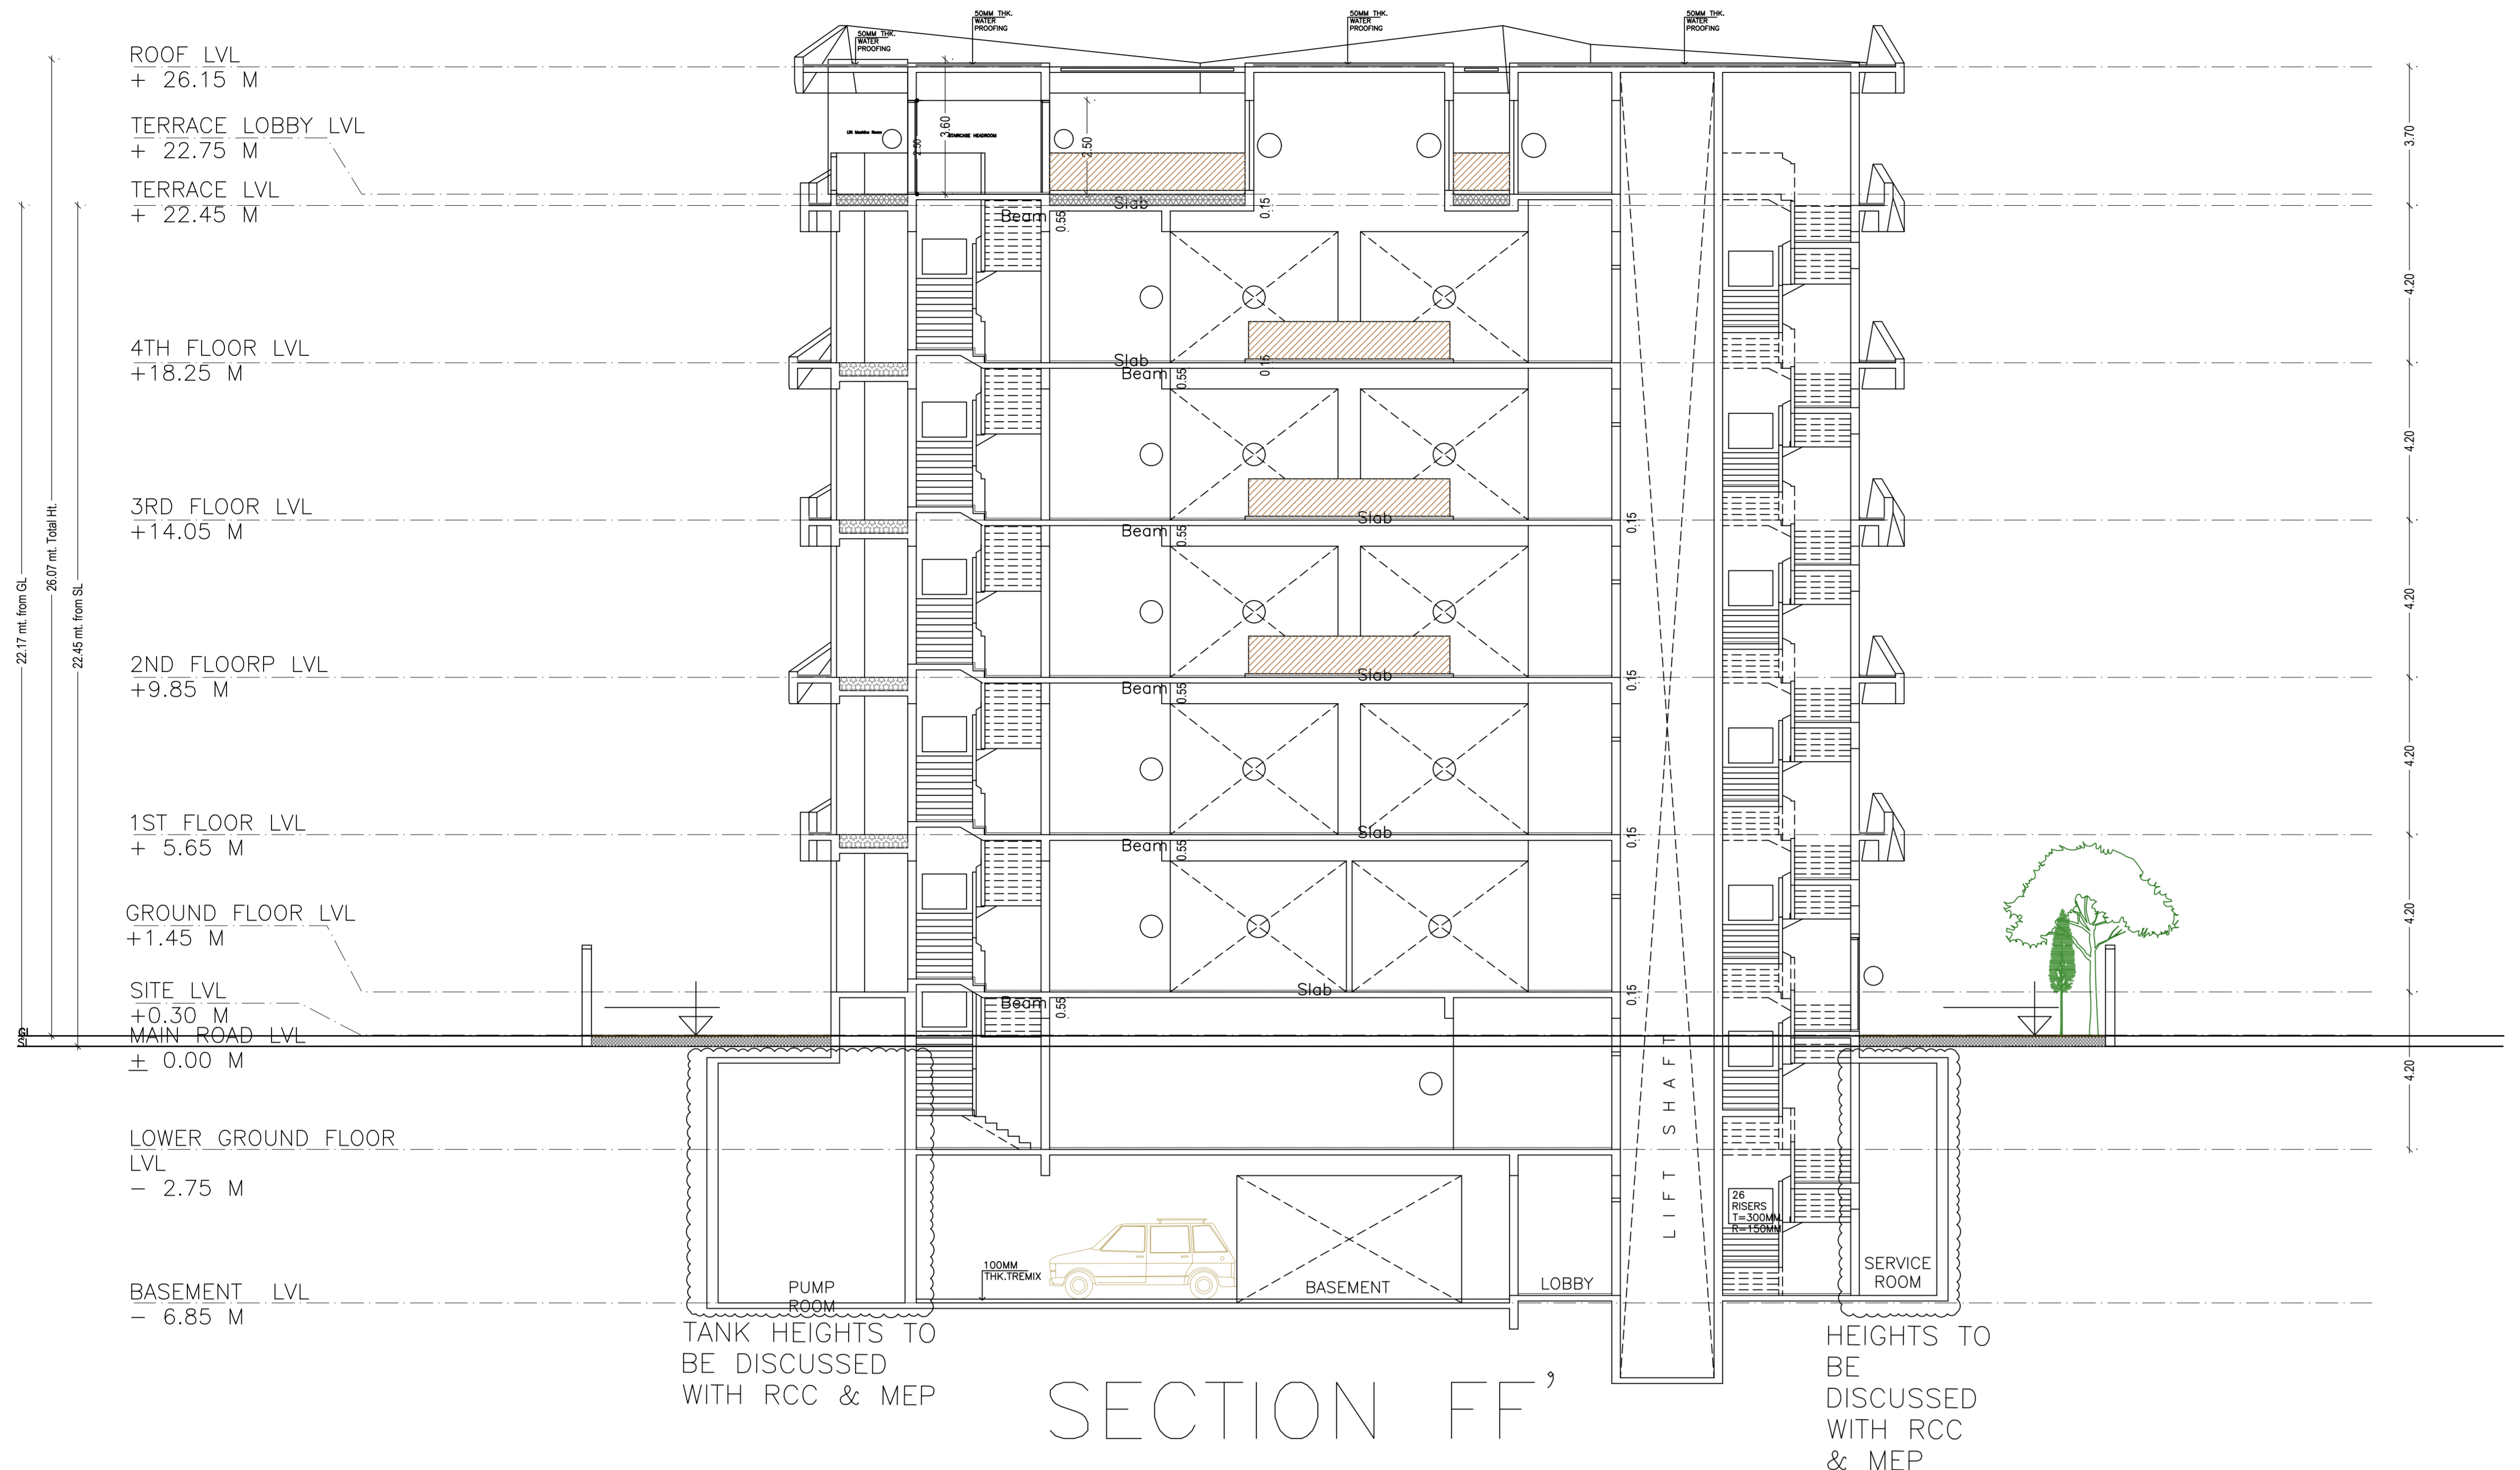 50MM THK.
WATER
PROOFING
50MM THK.
WATER
PROOFING
50MM THK.
WATER
PROOFING
50MM THK.
WATER
PROOFING
ROOF LVL
+ 26.15 M
TERRACE LOBBY LVL
+ 22.75 M
TERRACE LVL
+ 22.45 M
4TH FLOOR LVL
+18.25 M
3RD FLOOR LVL
+14.05 M
2ND FLOORP LVL
+9.85 M
1ST FLOOR LVL
+ 5.65 M
GROUND FLOOR LVL
+1.45 M
SITE LVL
+0.30 M
MAIN ROAD LVL
± 0.00 M
LOWER GROUND FLOOR
LVL
- 2.75 M
BASEMENT LVL
- 6.85 M
22.17 mt. from GL
26.07 mt. Total Ht.
22.45 mt. from SL
Lift Machine Room
STAIRCASE HEADROOM
2.50
3.60
2.50
Slab
Beam
0.55
0.15
Slab
Beam
0.55
0.15
Slab
Beam
0.55
0.15
Slab
Beam
0.55
0.15
Slab
Beam
0.55
0.15
Slab
Beam
0.55
0.15
3.70
4.20
4.20
4.20
4.20
4.20
4.20
LIFT SHAFT
26
RISERS
T=300MM
R=150MM
100MM
THK.TREMIX
PUMP
ROOM
BASEMENT
LOBBY
SERVICE
ROOM
TANK HEIGHTS TO
BE DISCUSSED
WITH RCC & MEP
HEIGHTS TO
BE
DISCUSSED
WITH RCC
& MEP
SECTION FF'